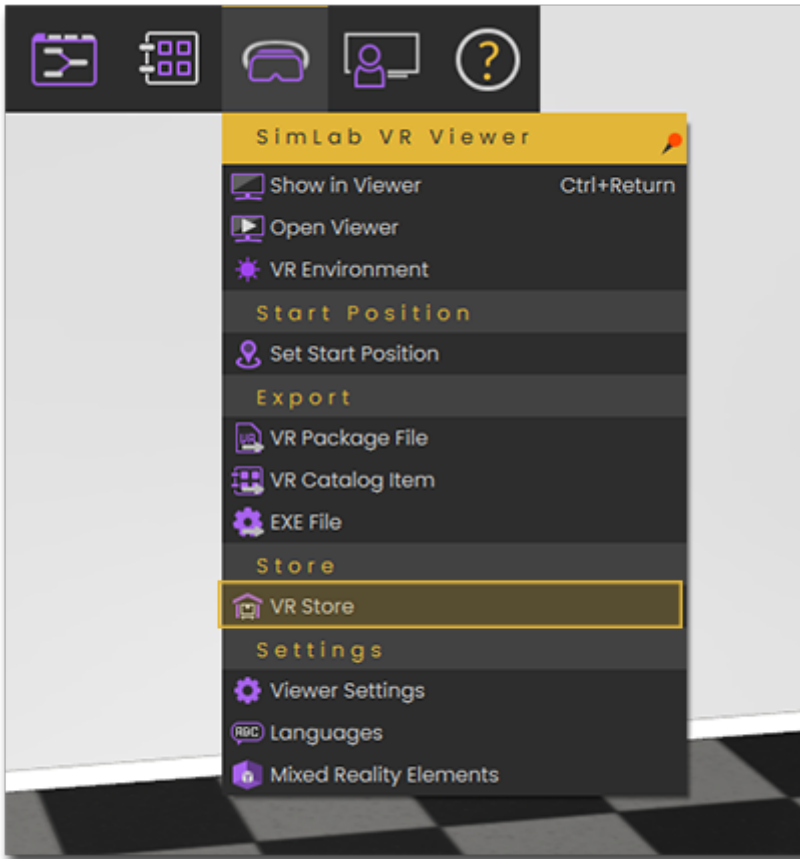 ?
SimLab VR Viewer
Show in Viewer Ctrl+Return
Open Viewer
VR Environment
Start Position
Set Start Position
Export
VR Package File
VR Catalog Item
EXE File
Store
VR Store
Settings
Viewer Settings
ABC Languages
Mixed Reality Elements